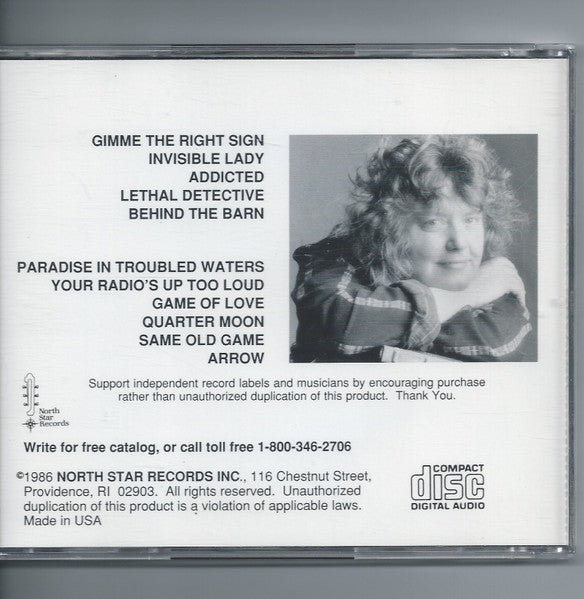 GIMME THE RIGHT SIGN
INVISIBLE LADY
ADDICTED
LETHAL DETECTIVE
BEHIND THE BARN
PARADISE IN TROUBLED WATERS
YOUR RADIO'S UP TOO LOUD
GAME OF LOVE
QUARTER MOON
SAME OLD GAME
ARROW
Support independent record labels and musicians by encouraging purchase
rather than unauthorized duplication of this product. Thank You.
North
Star
Records
Write for free catalog, or call toll free 1-800-346-2706
©1986 NORTH STAR RECORDS INC., 116 Chestnut Street,
Providence, RI 02903. All rights reserved. Unauthorized
duplication of this product is a violation of applicable laws.
Made in USA
COMPACT
disc
DIGITAL AUDIO